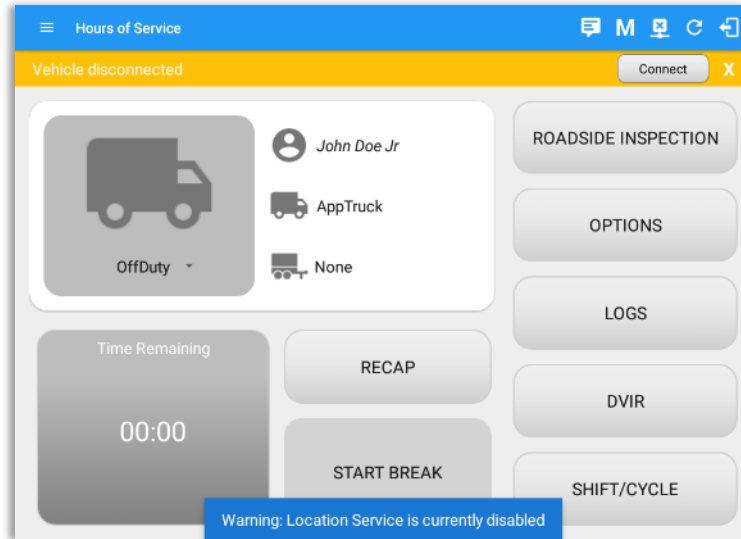 Hours of Service
M
Vehicle disconnected
Connect
X
John Doe Jr
AppTruck
OffDuty
None
Time Remaining
00:00
RECAP
START BREAK
ROADSIDE INSPECTION
OPTIONS
LOGS
DVIR
SHIFT/CYCLE
Warning: Location Service is currently disabled